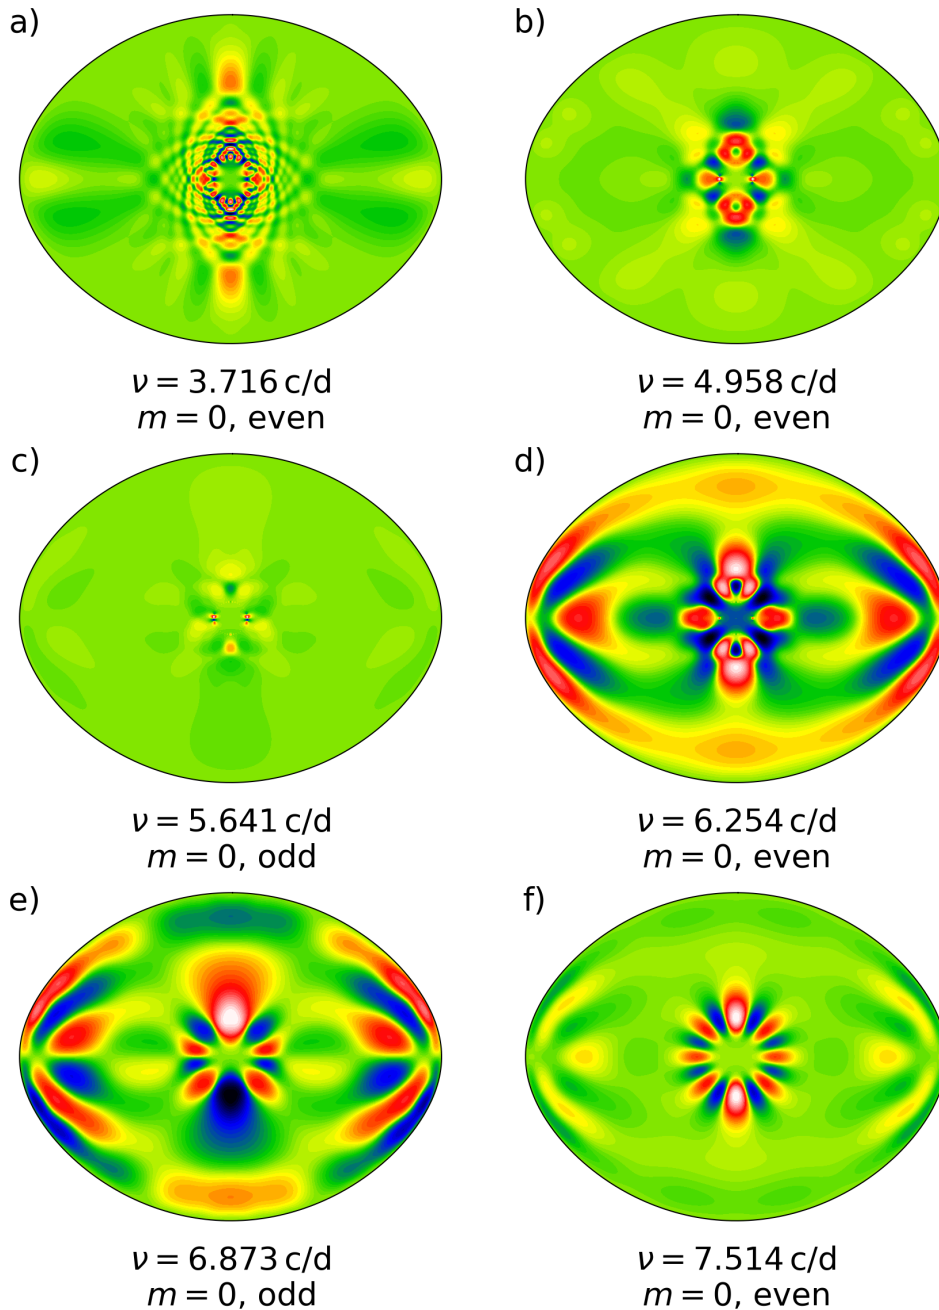 a)
b)
ν = 3.716 c/d
m = 0, even
ν = 4.958 c/d
m = 0, even
c)
d)
ν = 5.641 c/d
m = 0, odd
ν = 6.254 c/d
m = 0, even
e)
f)
ν = 6.873 c/d
m = 0, odd
ν = 7.514 c/d
m = 0, even